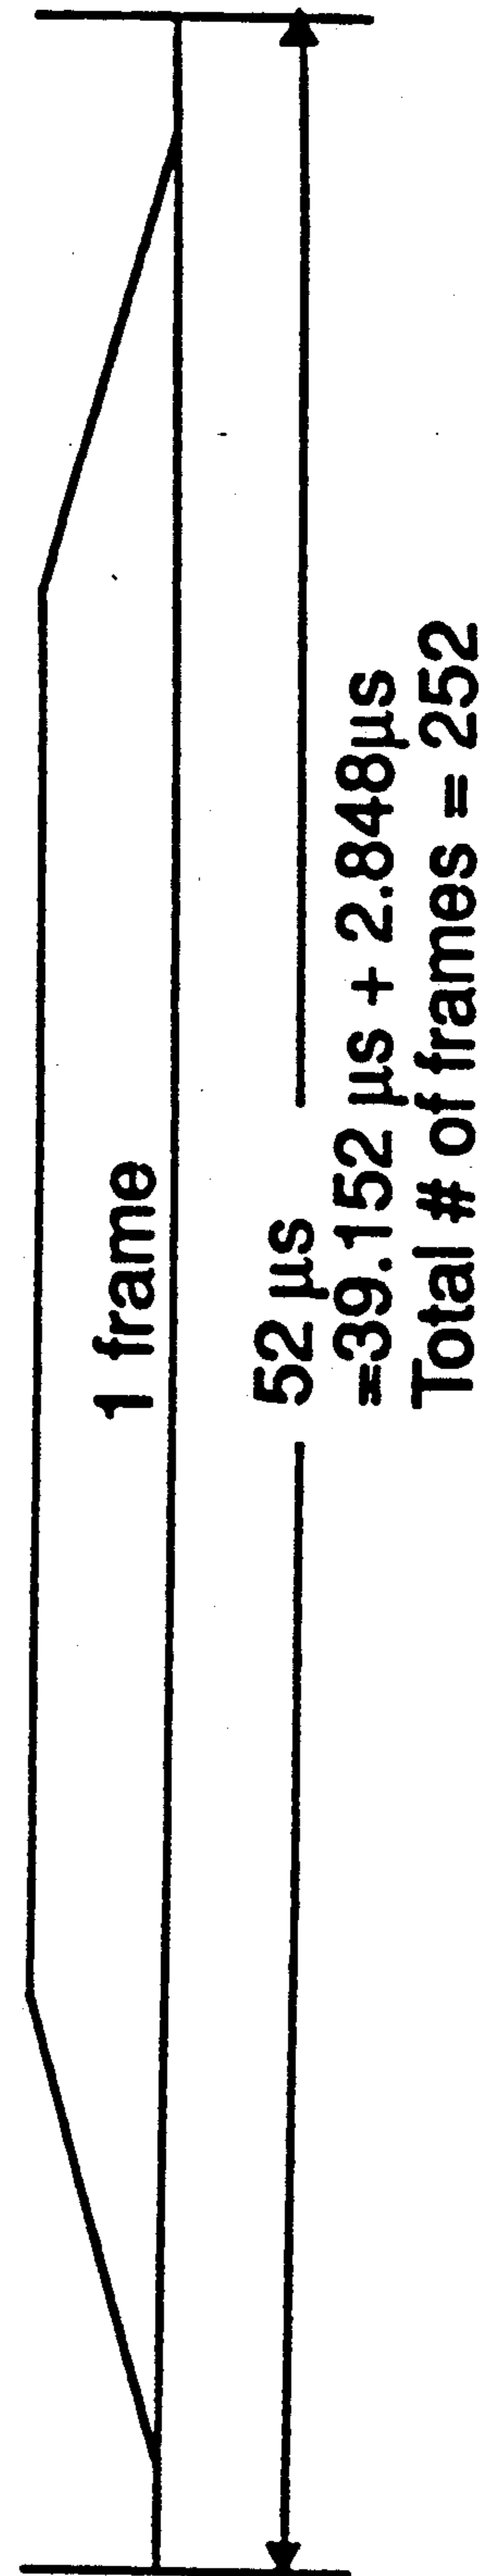 1 frame
52 µs
=39.152 µs + 2.848µs
Total # of frames = 252